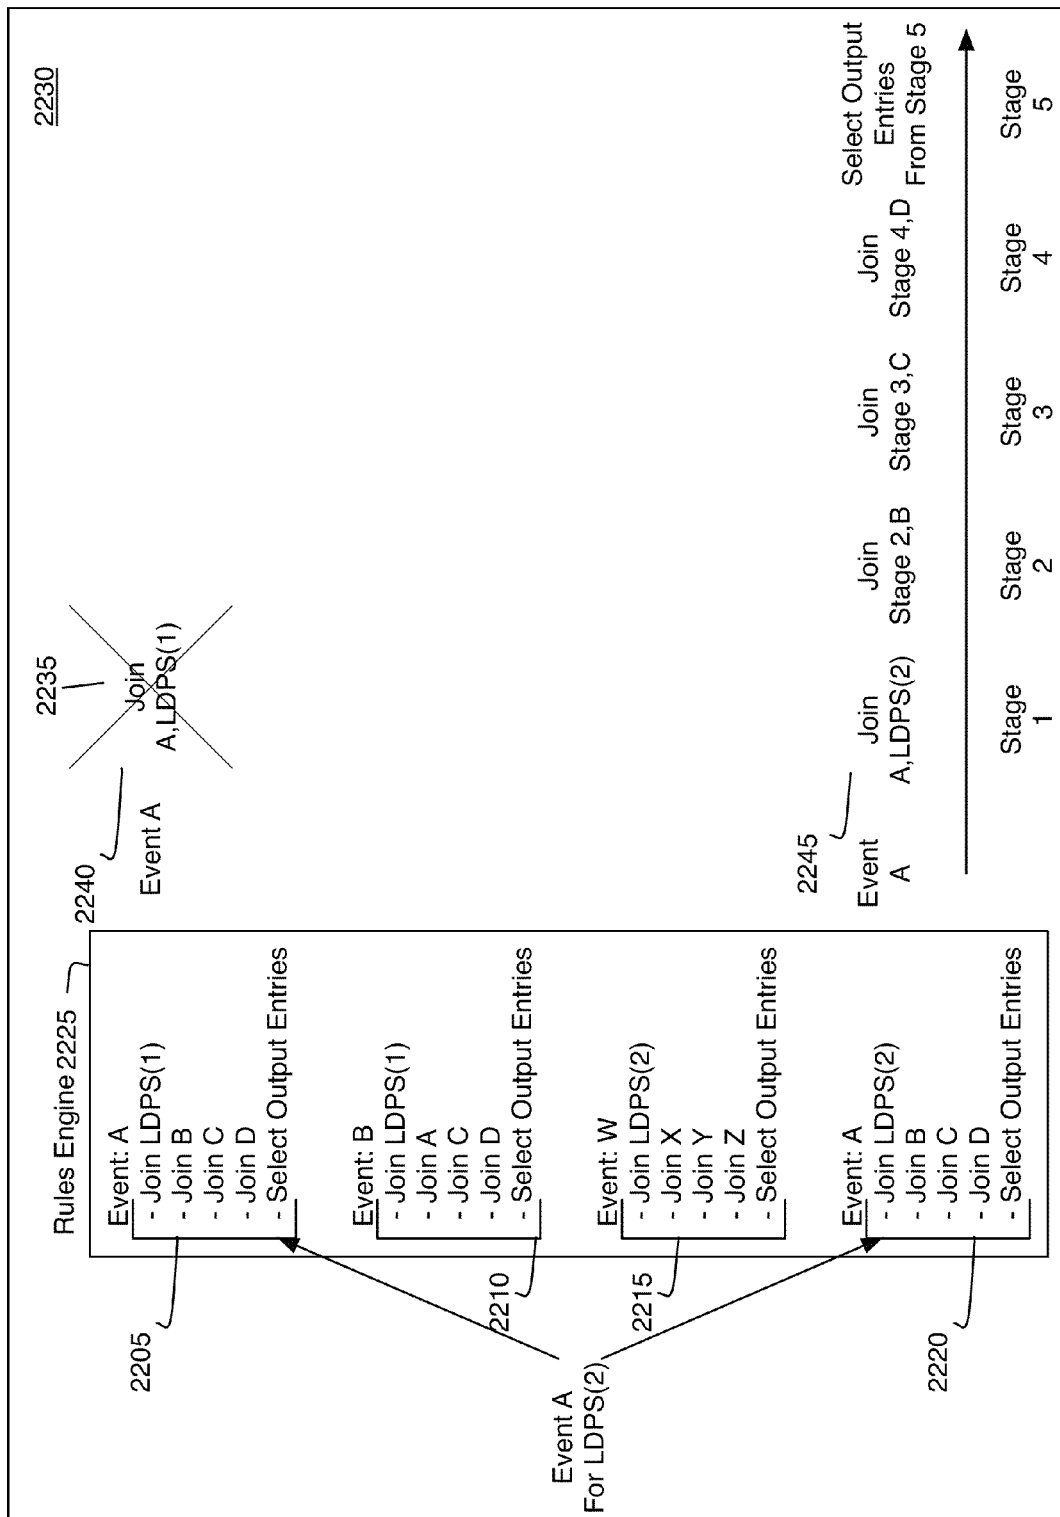 2230
Rules Engine 2225
Event: A
- Join LDPS(1)
- Join B
- Join C
- Join D
- Select Output Entries
2205
Event: B
- Join LDPS(1)
- Join A
- Join C
- Join D
- Select Output Entries
2210
Event: W
- Join LDPS(2)
- Join X
- Join Y
- Join Z
- Select Output Entries
2215
Event: A
- Join LDPS(2)
- Join B
- Join C
- Join D
- Select Output Entries
2220
Event A
For LDPS(2)
2240
Event A
2235
Join
A,LDPS(1)
2245
Event
A
Join
A,LDPS(2)
Join
Stage 2,B
Join
Stage 3,C
Join
Stage 4,D
Select Output
Entries
From Stage 5
Stage
1
Stage
2
Stage
3
Stage
4
Stage
5